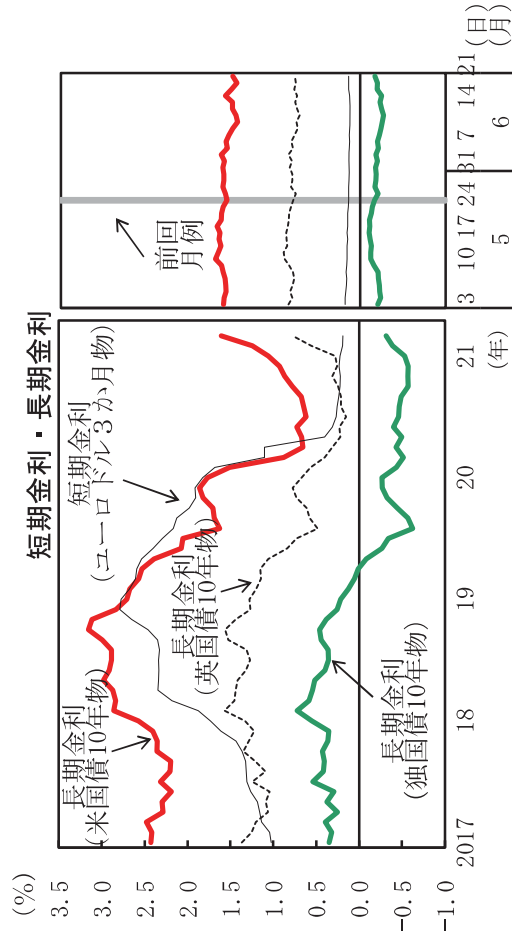 短期金利・長期金利
(％)
3.5
3.0
2.5
2.0
1.5
1.0
0.5
0.0
-0.5
-1.0
長期金利
(米国債10年物)
短期金利
(ユーロドル3か月物)
長期金利
(英国債10年物)
長期金利
(独国債10年物)
前回
月例
2017 18 19 20 21
(年)
3 10 17 24 31 7 14 21 (日)
5 6 (月)